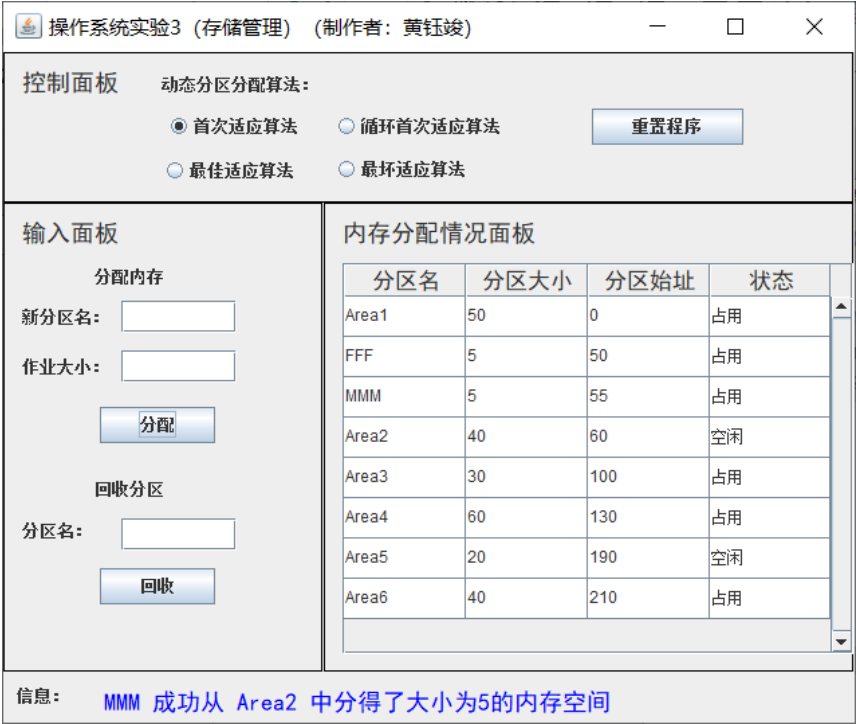 操作系统实验3（存储管理）（制作者：黄钰竣）
控制面板
动态分区分配算法：
首次适应算法 循环首次适应算法 重置程序
最佳适应算法 最坏适应算法
输入面板
分配内存
新分区名：
作业大小：
分配
回收分区
分区名：
回收
内存分配情况面板
分区名 分区大小 分区始址 状态
Area1 50 0 占用
FFF 5 50 占用
MMM 5 55 占用
Area2 40 60 空闲
Area3 30 100 占用
Area4 60 130 占用
Area5 20 190 空闲
Area6 40 210 占用
信息： MMM 成功从 Area2 中分得了大小为5的内存空间